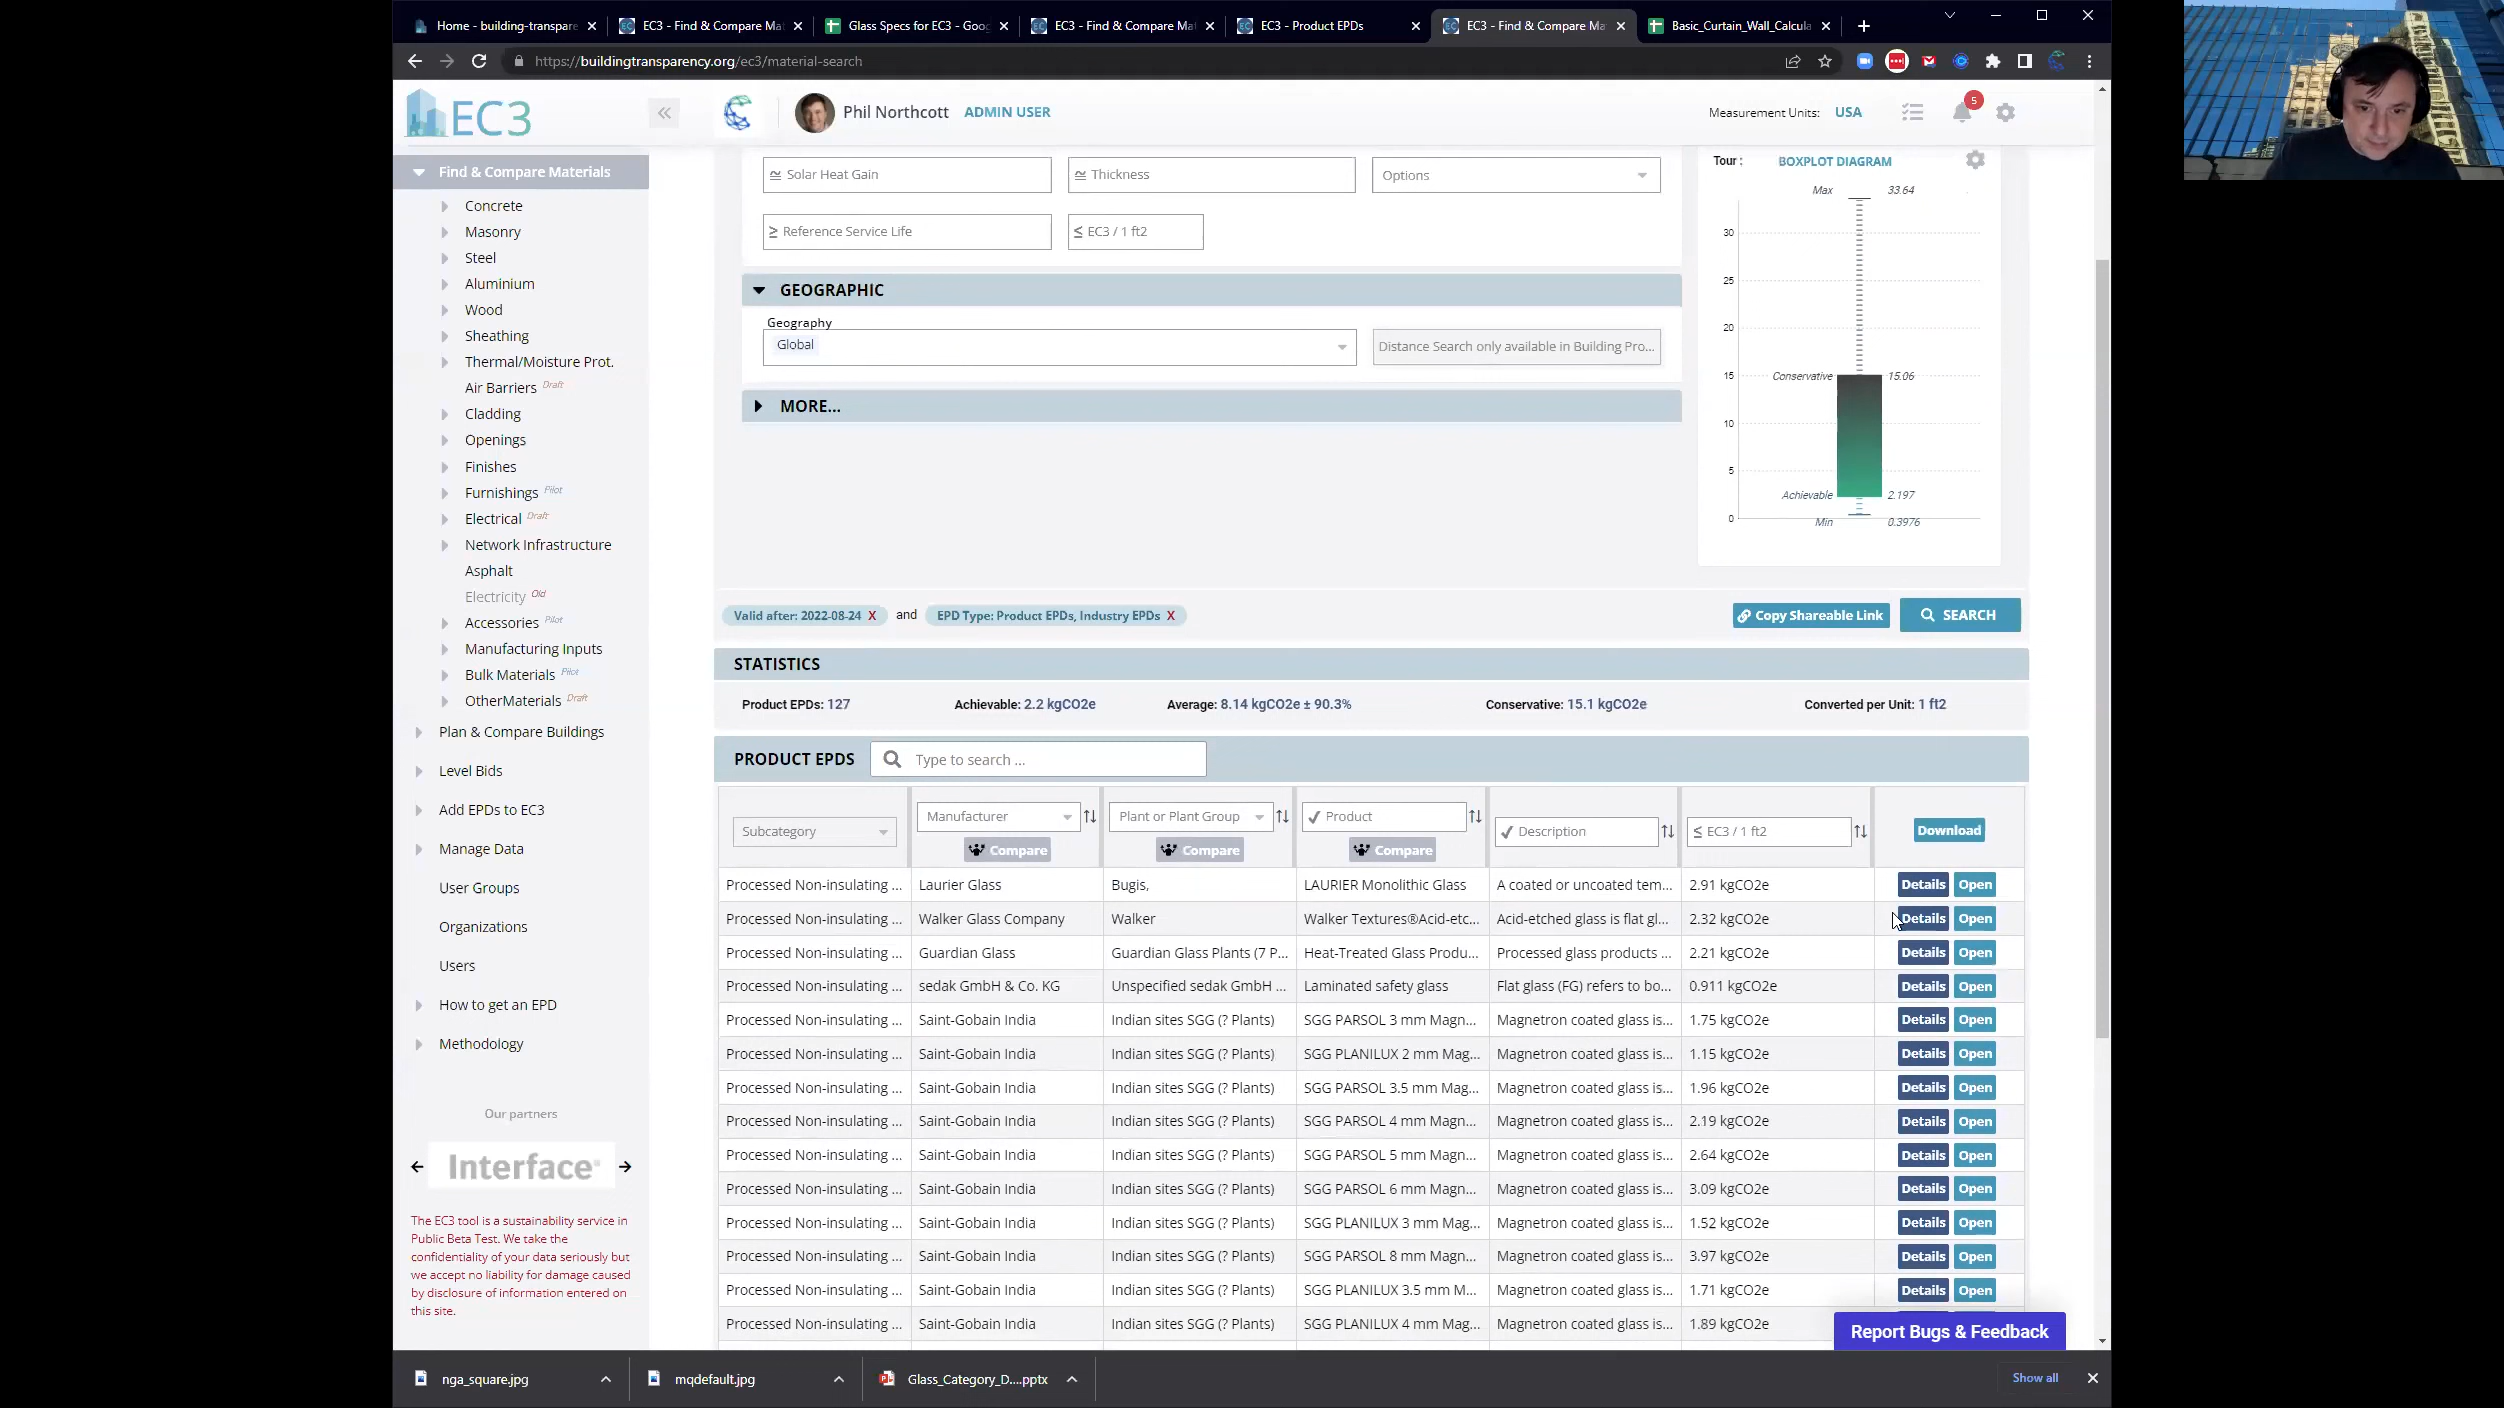 Home - building-transpare
EC3 - Find & Compare Ma
Glass Specs for EC3 - Goo
EC3 - Find & Compare Ma
EC3 - Product EPDs
EC3 - Find & Compare Ma
Basic_Curtain_Wall_Calcula
https://buildingtransparency.org/ec3/material-search
EC3
Phil Northcott ADMIN USER
Measurement Units: USA
5
Find & Compare Materials
Concrete
Masonry
Steel
Aluminium
Wood
Sheathing
Thermal/Moisture Prot.
Air Barriers Draft
Cladding
Openings
Finishes
Furnishings Pilot
Electrical Draft
Network Infrastructure
Asphalt
Electricity Old
Accessories Pilot
Manufacturing Inputs
Bulk Materials Pilot
OtherMaterials Draft
Plan & Compare Buildings
Level Bids
Add EPDs to EC3
Manage Data
User Groups
Organizations
Users
How to get an EPD
Methodology
Our partners
Interface
The EC3 tool is a sustainability service in
Public Beta Test. We take the
confidentiality of your data seriously but
we accept no liability for damage caused
by disclosure of information entered on
this site.
≅ Solar Heat Gain
≅ Thickness
Options
≥ Reference Service Life
≤ EC3 / 1 ft2
GEOGRAPHIC
Geography
Global
Distance Search only available in Building Pro...
MORE...
Tour : BOXPLOT DIAGRAM
Max 33.64
30
25
20
15 Conservative 15.06
10
5
Achievable 2.197
0 Min 0.3976
Valid after: 2022-08-24 X and EPD Type: Product EPDs, Industry EPDs X
Copy Shareable Link
SEARCH
STATISTICS
Product EPDs: 127 Achievable: 2.2 kgCO2e Average: 8.14 kgCO2e ± 90.3% Conservative: 15.1 kgCO2e Converted per Unit: 1 ft2
PRODUCT EPDS Type to search ...
Subcategory Manufacturer Plant or Plant Group Product Description ≤ EC3 / 1 ft2 Download
Compare Compare Compare
Processed Non-insulating ... Laurier Glass Bugis, LAURIER Monolithic Glass A coated or uncoated tem... 2.91 kgCO2e Details Open
Processed Non-insulating ... Walker Glass Company Walker Walker Textures®Acid-etc... Acid-etched glass is flat gl... 2.32 kgCO2e Details Open
Processed Non-insulating ... Guardian Glass Guardian Glass Plants (7 P... Heat-Treated Glass Produ... Processed glass products ... 2.21 kgCO2e Details Open
Processed Non-insulating ... sedak GmbH & Co. KG Unspecified sedak GmbH ... Laminated safety glass Flat glass (FG) refers to bo... 0.911 kgCO2e Details Open
Processed Non-insulating ... Saint-Gobain India Indian sites SGG (? Plants) SGG PARSOL 3 mm Magn... Magnetron coated glass is... 1.75 kgCO2e Details Open
Processed Non-insulating ... Saint-Gobain India Indian sites SGG (? Plants) SGG PLANILUX 2 mm Mag... Magnetron coated glass is... 1.15 kgCO2e Details Open
Processed Non-insulating ... Saint-Gobain India Indian sites SGG (? Plants) SGG PARSOL 3.5 mm Mag... Magnetron coated glass is... 1.96 kgCO2e Details Open
Processed Non-insulating ... Saint-Gobain India Indian sites SGG (? Plants) SGG PARSOL 4 mm Magn... Magnetron coated glass is... 2.19 kgCO2e Details Open
Processed Non-insulating ... Saint-Gobain India Indian sites SGG (? Plants) SGG PARSOL 5 mm Magn... Magnetron coated glass is... 2.64 kgCO2e Details Open
Processed Non-insulating ... Saint-Gobain India Indian sites SGG (? Plants) SGG PARSOL 6 mm Magn... Magnetron coated glass is... 3.09 kgCO2e Details Open
Processed Non-insulating ... Saint-Gobain India Indian sites SGG (? Plants) SGG PLANILUX 3 mm Mag... Magnetron coated glass is... 1.52 kgCO2e Details Open
Processed Non-insulating ... Saint-Gobain India Indian sites SGG (? Plants) SGG PARSOL 8 mm Magn... Magnetron coated glass is... 3.97 kgCO2e Details Open
Processed Non-insulating ... Saint-Gobain India Indian sites SGG (? Plants) SGG PLANILUX 3.5 mm M... Magnetron coated glass is... 1.71 kgCO2e Details Open
Processed Non-insulating ... Saint-Gobain India Indian sites SGG (? Plants) SGG PLANILUX 4 mm Mag... Magnetron coated glass is... 1.89 kgCO2e
Report Bugs & Feedback
nga_square.jpg
mqdefault.jpg
Glass_Category_D....pptx
Show all